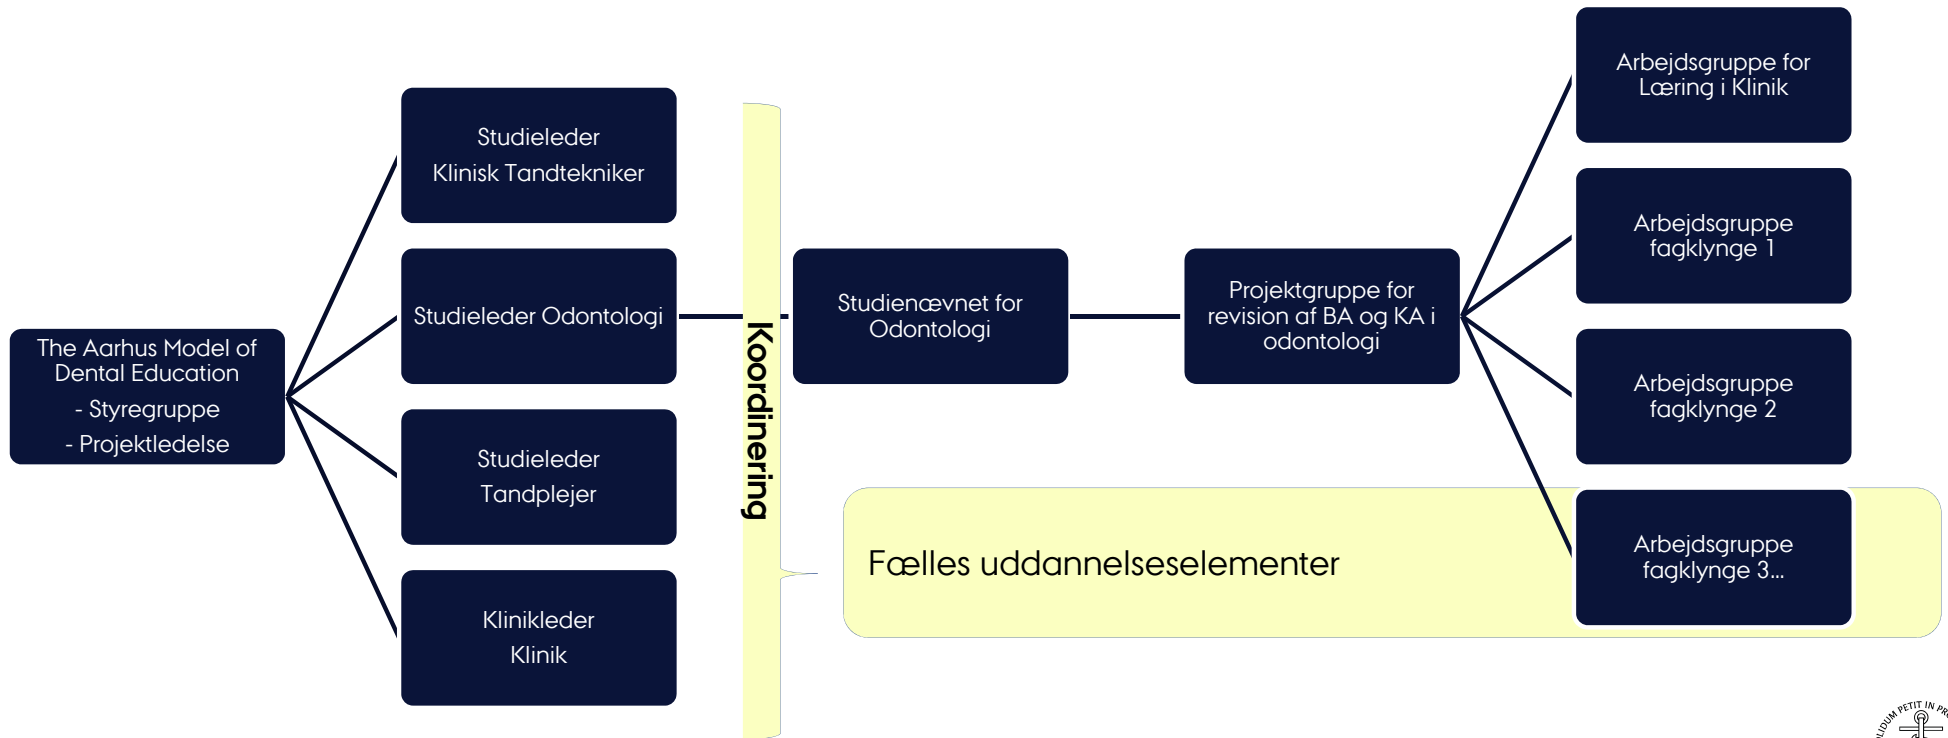 The Aarhus Model of
Dental Education
- Styregruppe
- Projektledelse
Studieleder
Klinisk Tandtekniker
Studieleder Odontologi
Studieleder
Tandplejer
Klinikleder
Klinik
Koordinering
Studienævnet for
Odontologi
Projektgruppe for
revision af BA og KA i
odontologi
Arbejdsgruppe for
Læring i Klinik
Arbejdsgruppe
fagklynge 1
Arbejdsgruppe
fagklynge 2
Arbejdsgruppe
fagklynge 3...
Fælles uddannelseselementer
PETIT IN